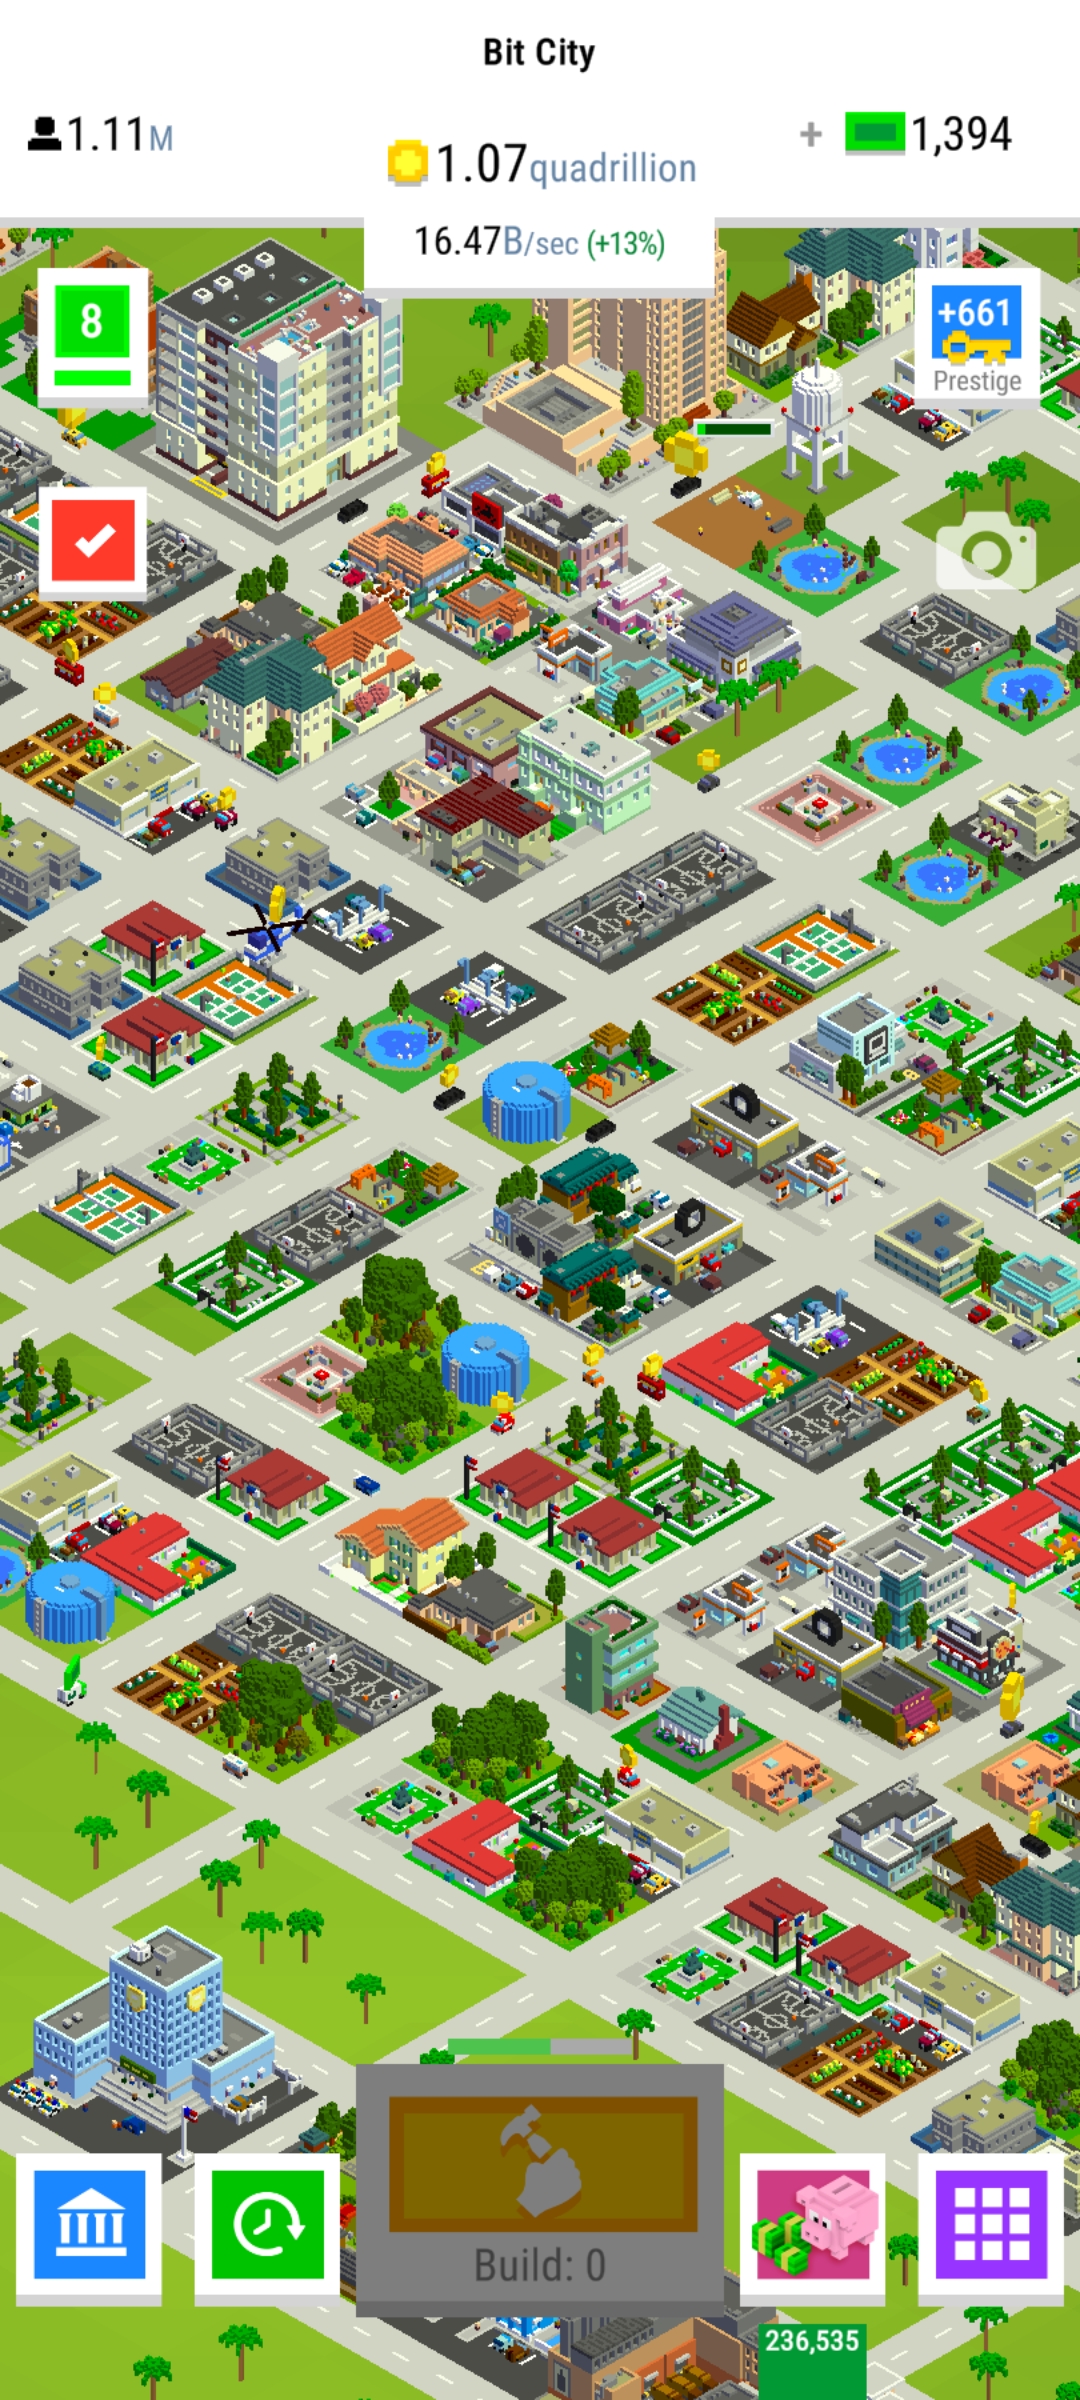 Bit City
1.11M
1.07quadrillion
+ 1,394
16.47B/sec (+13%)
8
+661
Prestige
Build: 0
236,535